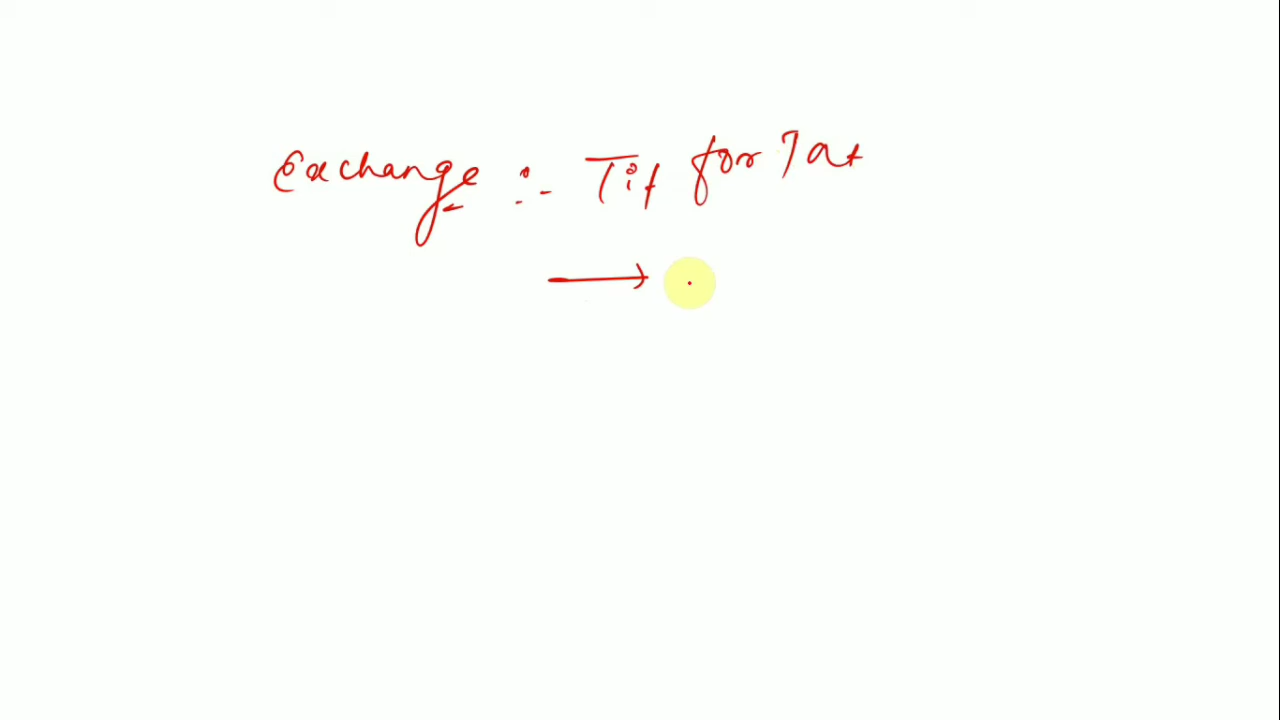 Exchange :- Tit for Tat
→